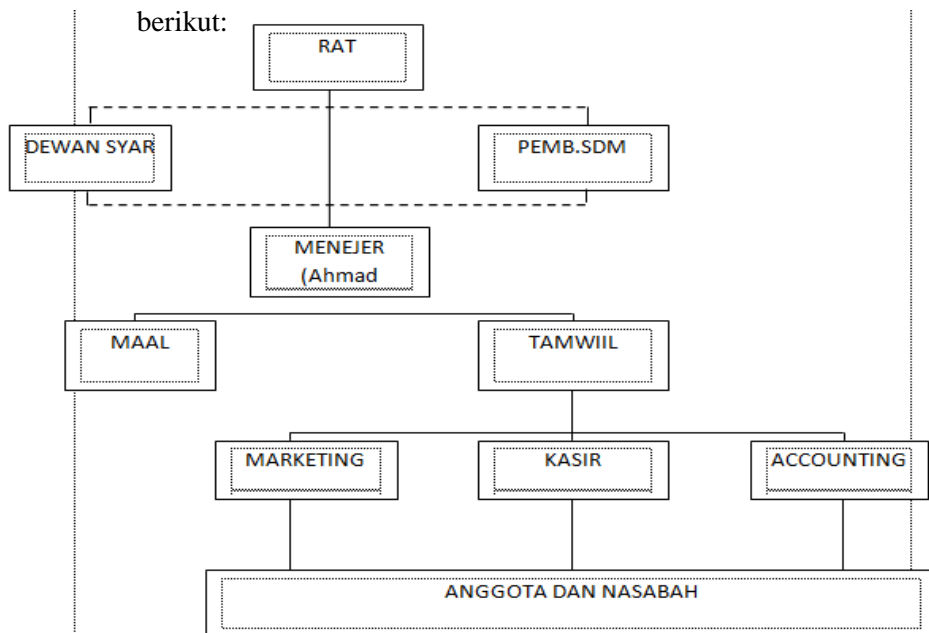 berikut:
RAT
DEWAN SYAR
PEMB.SDM
MENEJER
(Ahmad
MAAL
TAMWIIL
MARKETING
KASIR
ACCOUNTING
ANGGOTA DAN NASABAH